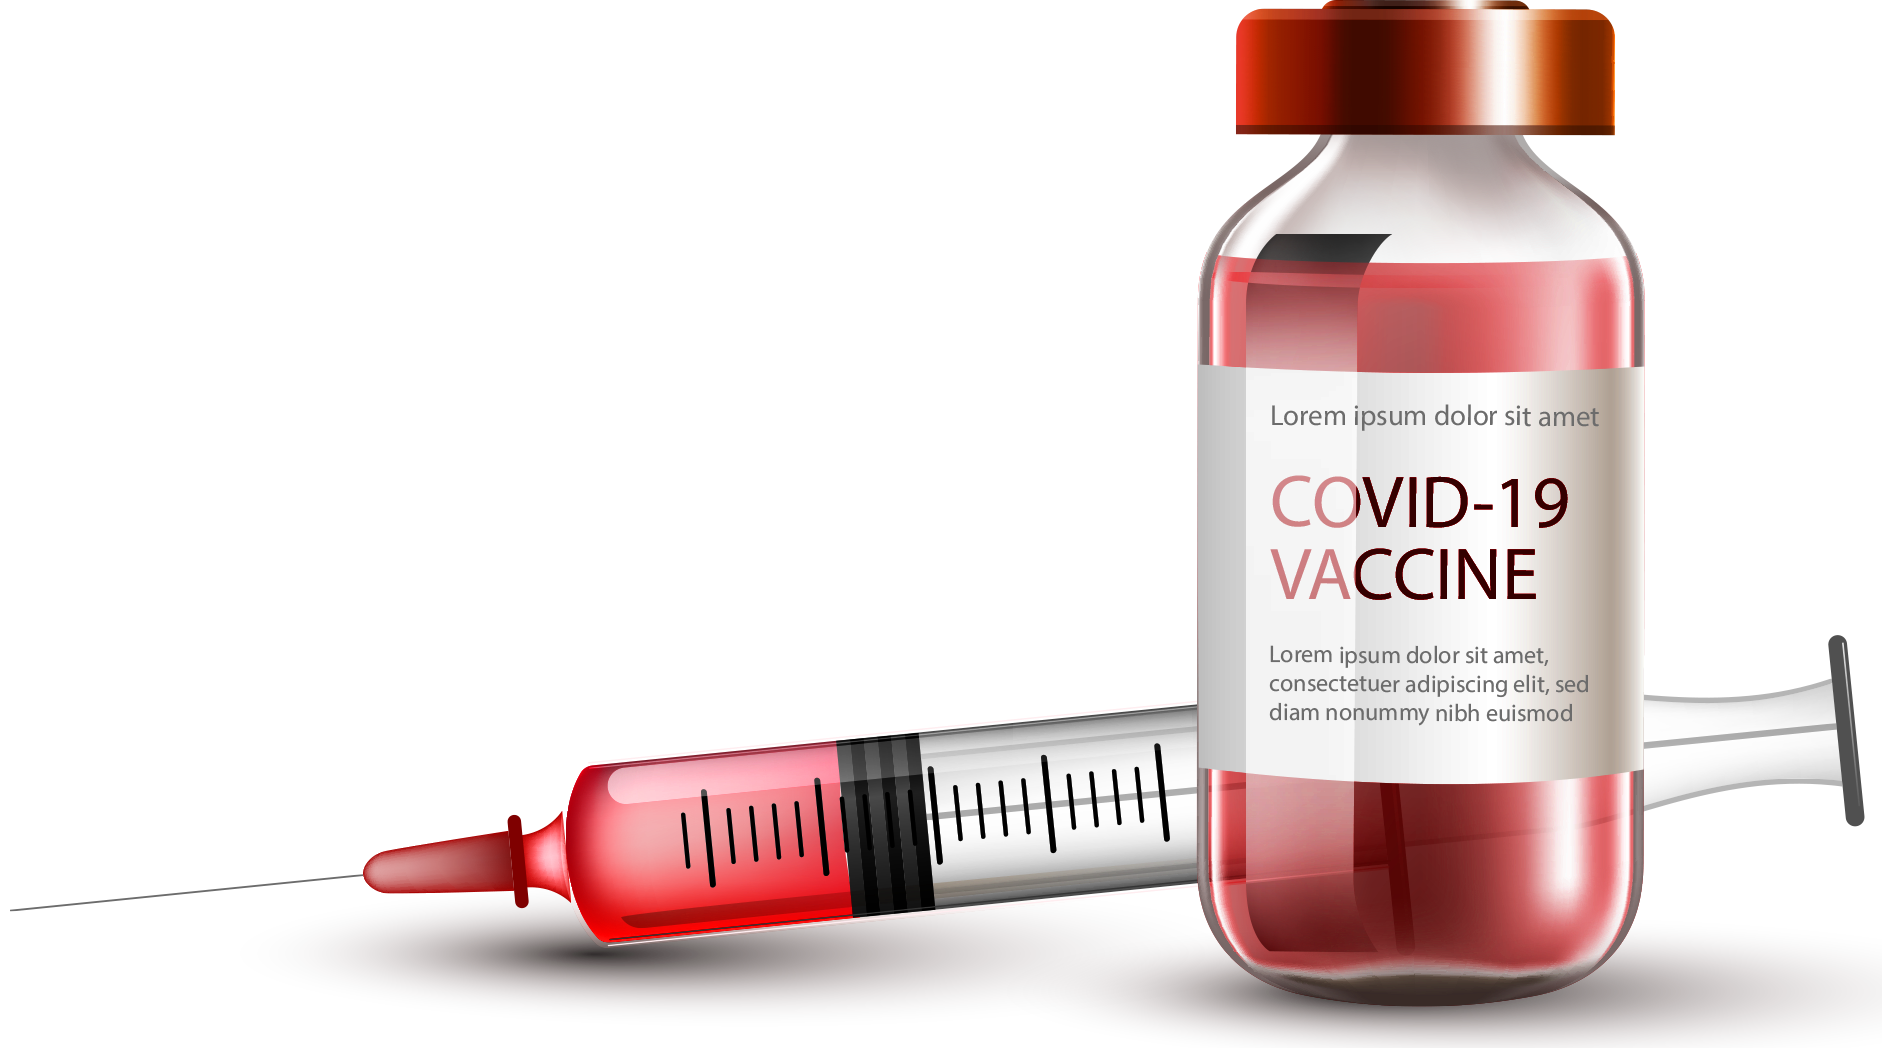 Lorem ipsum dolor sit amet
COVID-19
VACCINE
Lorem ipsum dolor sit amet,
consectetuer adipiscing elit, sed
diam nonummy nibh euismod